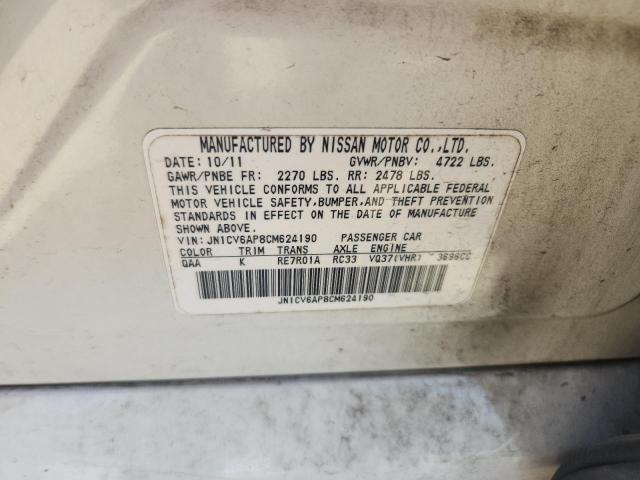 MANUFACTURED BY NISSAN MOTOR CO.,LTD.
DATE: 10/11 GVWR/PNBV: 4722 LBS.
GAWR/PNBE FR: 2270 LBS. RR: 2478 LBS.
THIS VEHICLE CONFORMS TO ALL APPLICABLE FEDERAL
MOTOR VEHICLE SAFETY,BUMPER,AND THEFT PREVENTION
STANDARDS IN EFFECT ON THE DATE OF MANUFACTURE
SHOWN ABOVE.
VIN: JN1CV6AP8CM624190 PASSENGER CAR
COLOR TRIM TRANS AXLE ENGINE
QAA K RE7R01A RC33 VQ37(VHR) 3696CC
JN1CV6AP8CM624190